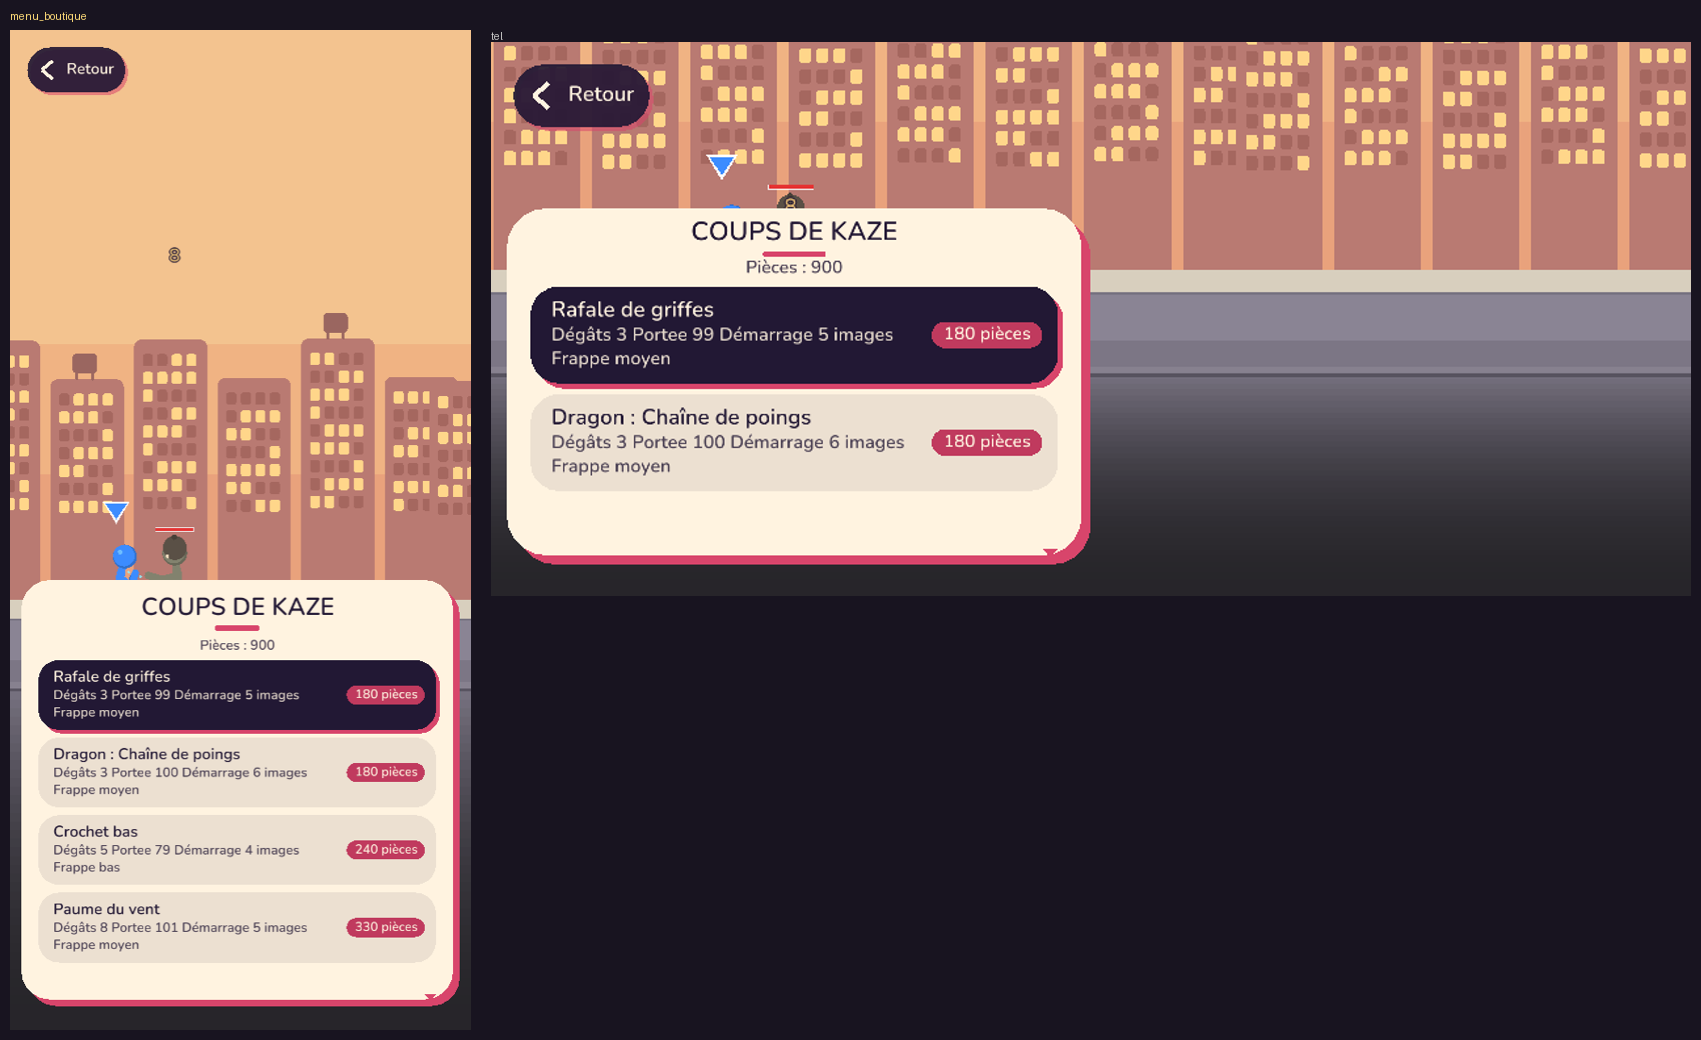 menu_boutique
Retour
8
COUPS DE KAZE
Pièces : 900
Rafale de griffes
Dégâts 3 Portee 99 Démarrage 5 images
Frappe moyen
180 pièces
Dragon : Chaîne de poings
Dégâts 3 Portee 100 Démarrage 6 images
Frappe moyen
180 pièces
Crochet bas
Dégâts 5 Portee 79 Démarrage 4 images
Frappe bas
240 pièces
Paume du vent
Dégâts 8 Portee 101 Démarrage 5 images
Frappe moyen
330 pièces
tel
Retour
8
COUPS DE KAZE
Pièces : 900
Rafale de griffes
Dégâts 3 Portee 99 Démarrage 5 images
Frappe moyen
180 pièces
Dragon : Chaîne de poings
Dégâts 3 Portee 100 Démarrage 6 images
Frappe moyen
180 pièces